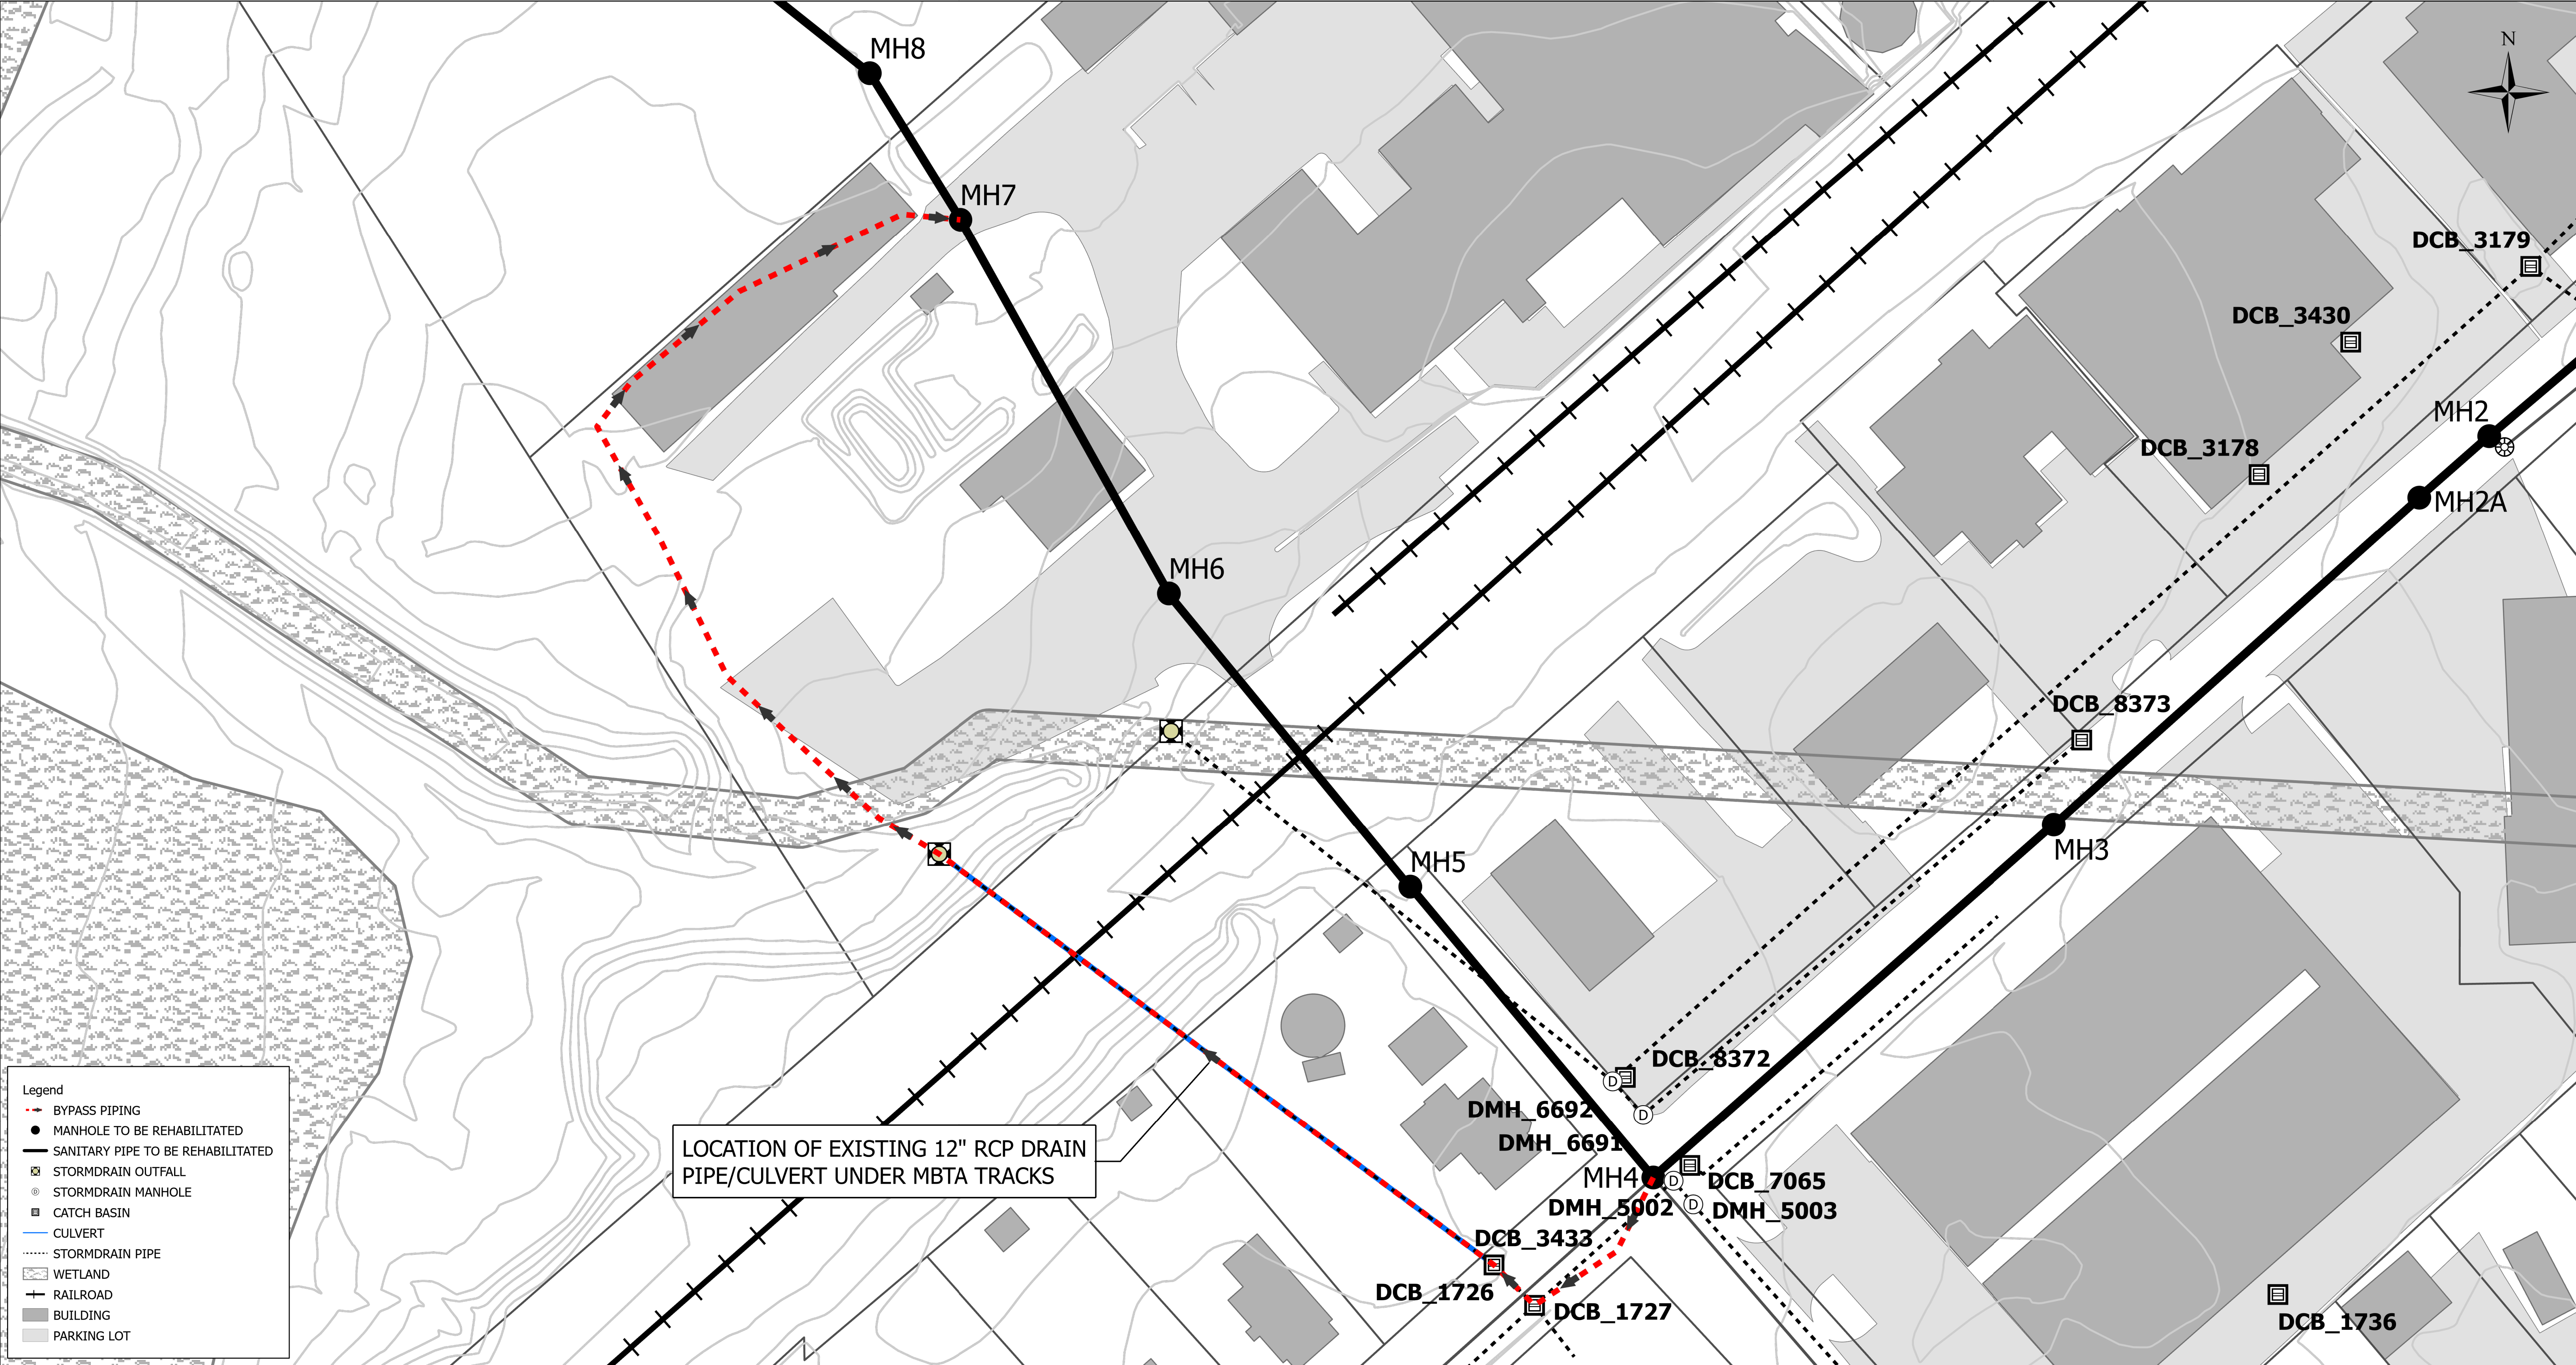 N
MH8
MH7
DCB_3179
DCB_3430
MH2
DCB_3178
MH2A
MH6
DCB_8373
MH3
MH5
DCB_8372
DMH_6692
DMH_6691
LOCATION OF EXISTING 12" RCP DRAIN
PIPE/CULVERT UNDER MBTA TRACKS
MH4
DCB_7065
DMH_5002
DMH_5003
DCB_3433
DCB_1726
DCB_1727
DCB_1736
Legend
BYPASS PIPING
MANHOLE TO BE REHABILITATED
SANITARY PIPE TO BE REHABILITATED
STORMDRAIN OUTFALL
D STORMDRAIN MANHOLE
CATCH BASIN
CULVERT
STORMDRAIN PIPE
WETLAND
RAILROAD
BUILDING
PARKING LOT
D
D
D
D